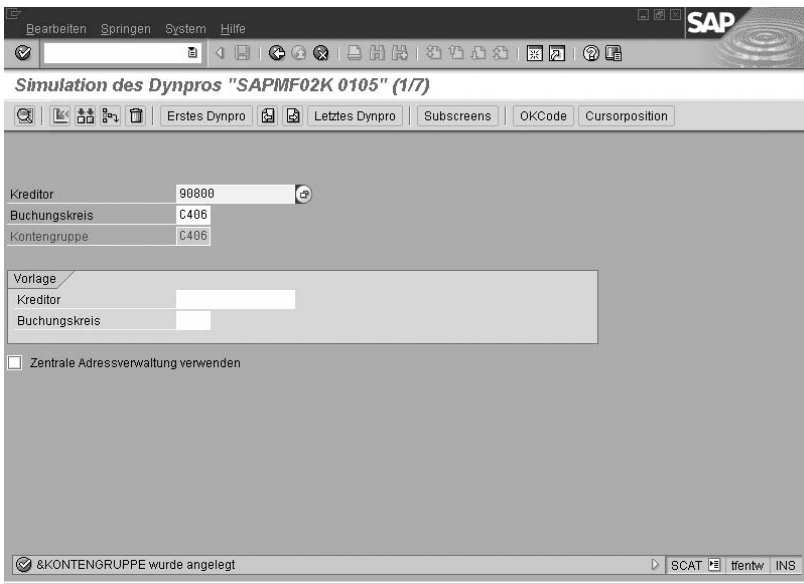 Bearbeiten Springen System Hilfe
SAP
Simulation des Dynpros "SAPMF02K 0105" (1/7)
Erstes Dynpro Letztes Dynpro Subscreens OKCode Cursorposition
Kreditor 90800
Buchungskreis C406
Kontengruppe C406
Vorlage
Kreditor
Buchungskreis
Zentrale Adressverwaltung verwenden
&KONTENGRUPPE wurde angelegt SCAT tfentw INS